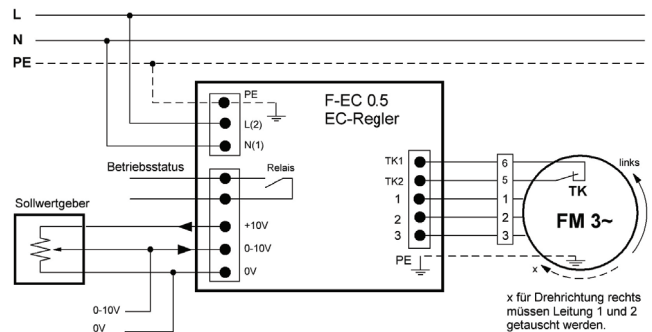 L
N
PE
F-EC 0.5
EC-Regler
PE
L(2)
N(1)
Betriebsstatus
Relais
Sollwertgeber
+10V
0-10V
0V
0-10V
0V
TK1
TK2
1
2
3
PE
6
5
1
2
3
TK
FM 3~
links
x
x für Drehrichtung rechts
müssen Leitung 1 und 2
getauscht werden.